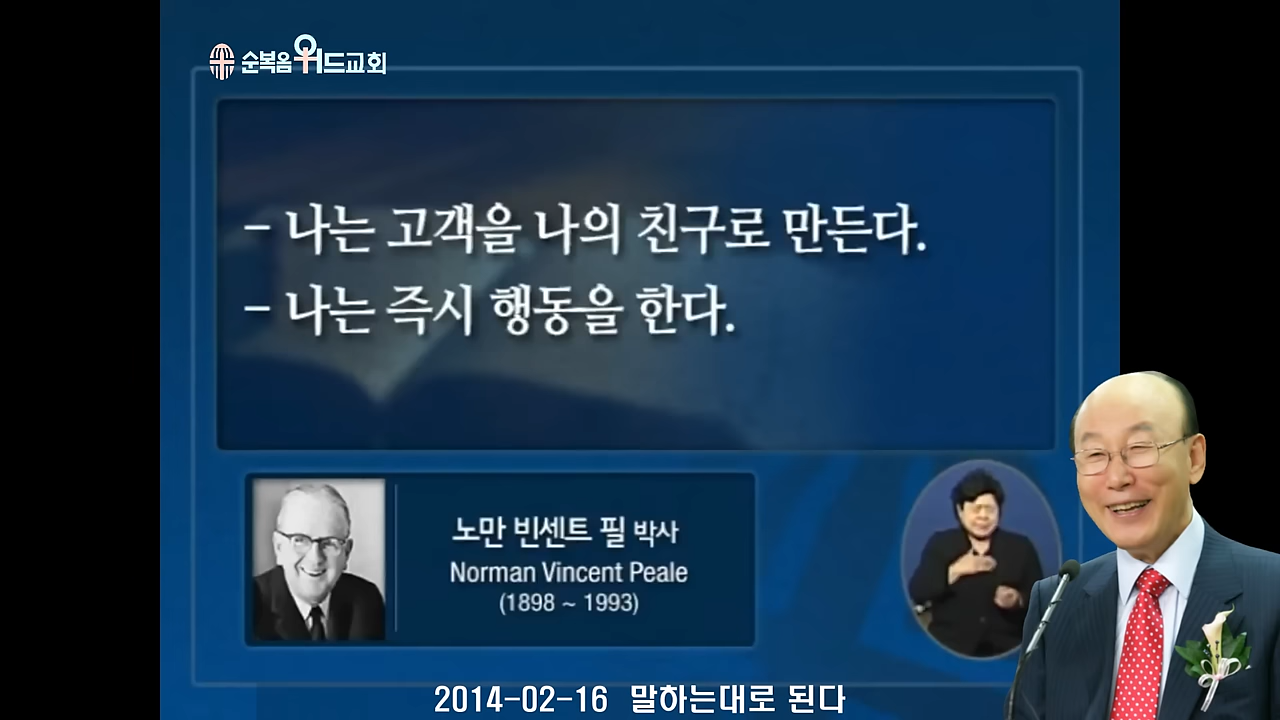 순복음위드교회
- 나는 고객을 나의 친구로 만든다.
- 나는 즉시 행동을 한다.
노만 빈센트 필 박사
Norman Vincent Peale
(1898 ~ 1993)
2014-02-16 말하는대로 된다